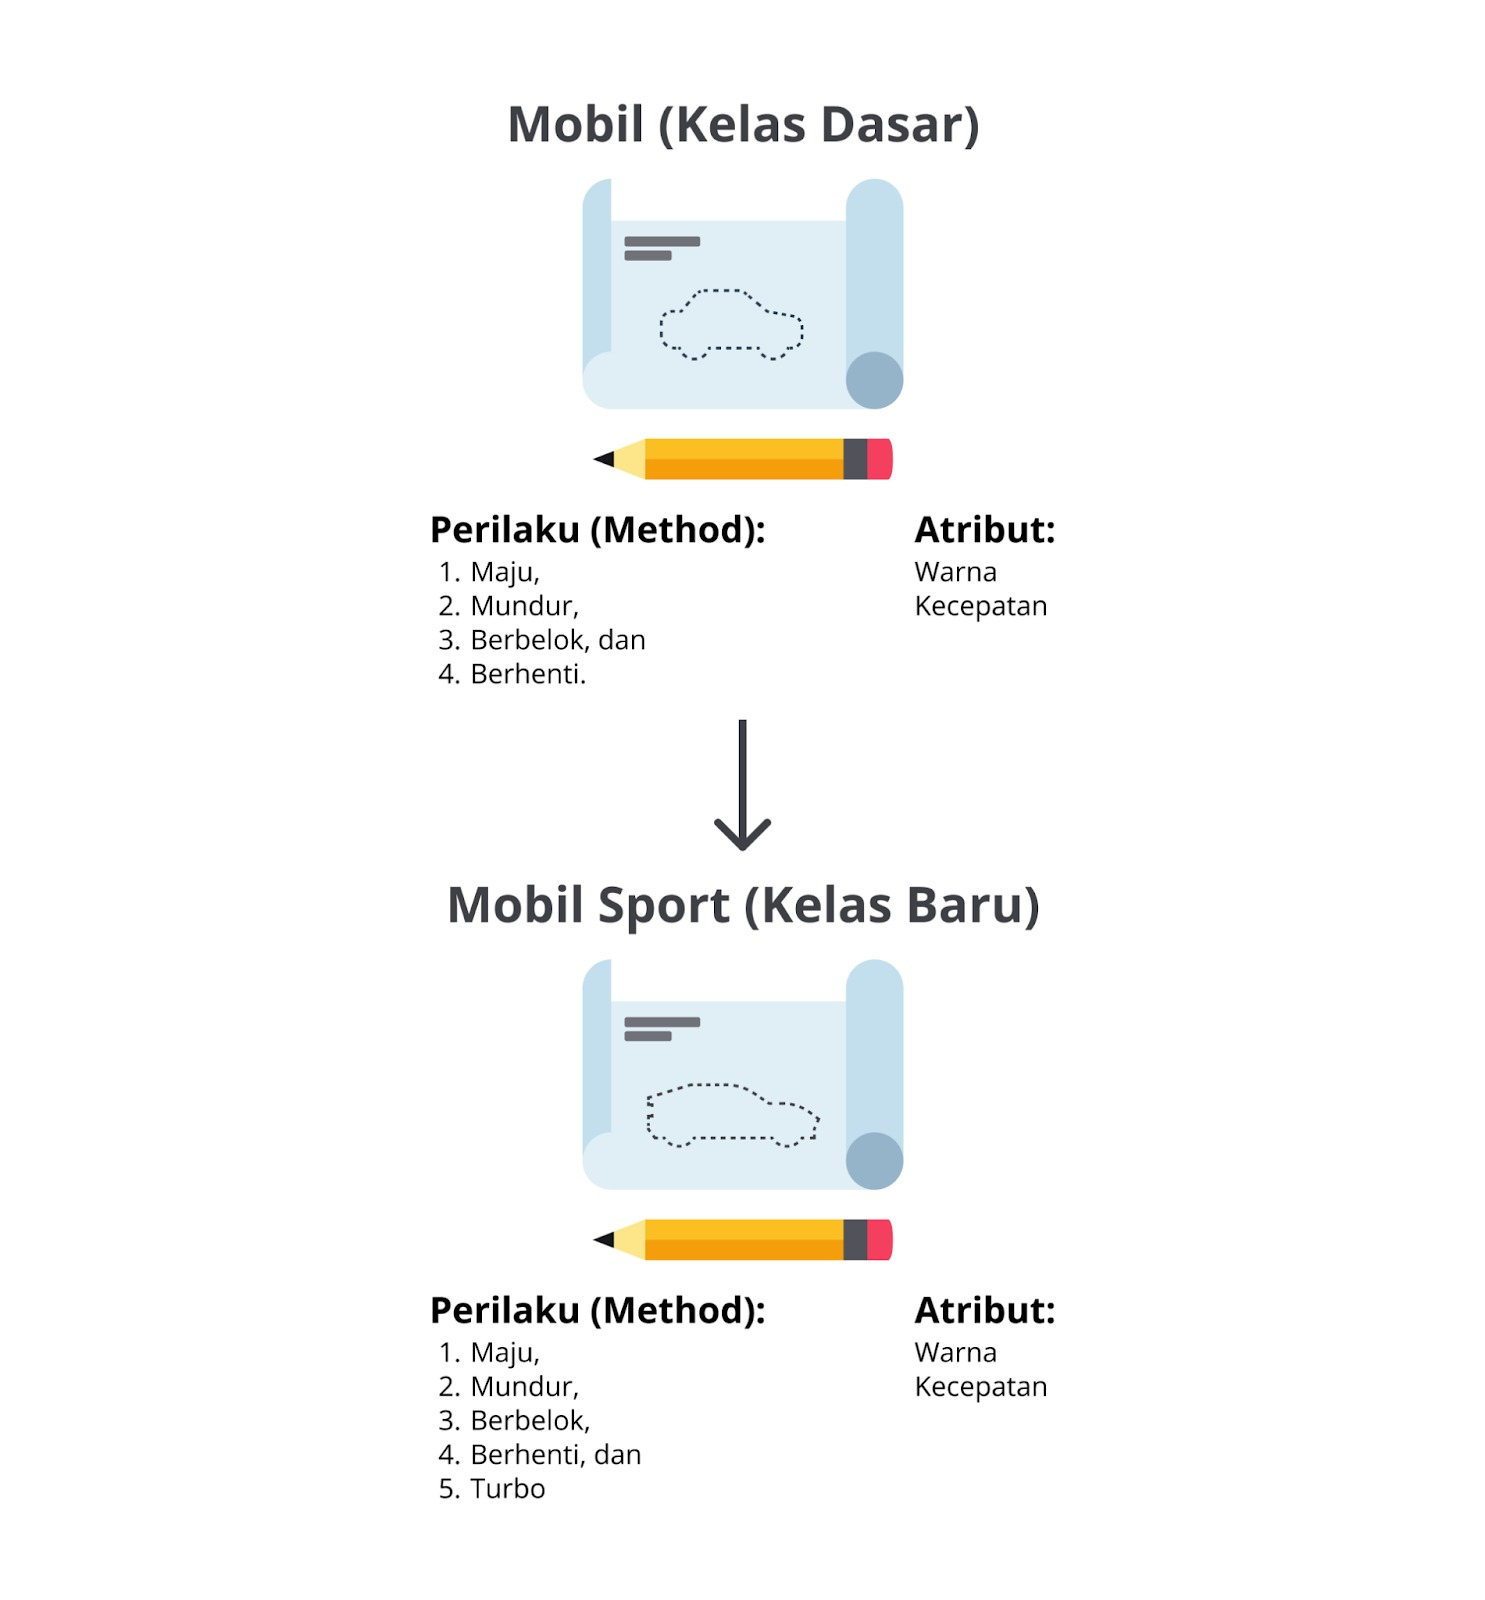 Mobil (Kelas Dasar)
Perilaku (Method):
1. Maju,
2. Mundur,
3. Berbelok, dan
4. Berhenti.
Atribut:
Warna
Kecepatan
Mobil Sport (Kelas Baru)
Perilaku (Method):
1. Maju,
2. Mundur,
3. Berbelok,
4. Berhenti, dan
5. Turbo
Atribut:
Warna
Kecepatan